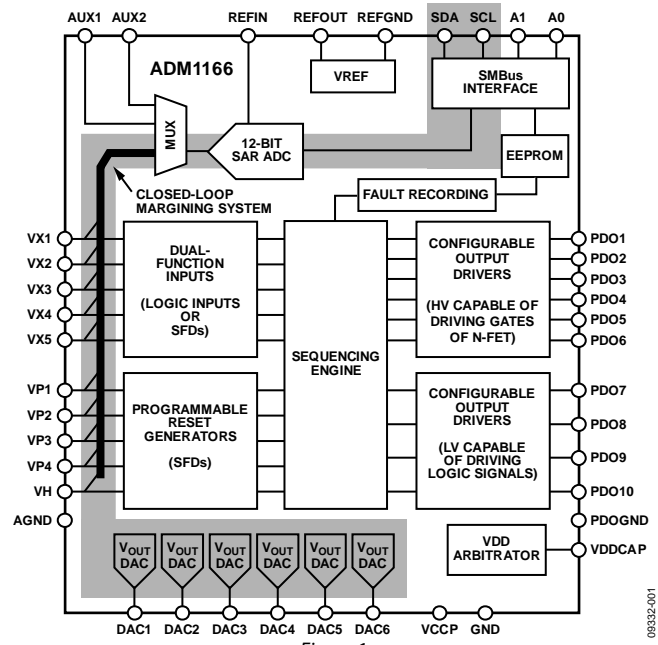 AUX1 AUX2 REFIN REFOUT REFGND SDA SCL A1 A0
ADM1166
VREF
SMBus
INTERFACE
MUX
12-BIT
SAR ADC
EEPROM
CLOSED-LOOP
MARGINING SYSTEM
FAULT RECORDING
VX1
VX2
VX3
VX4
VX5
DUAL-
FUNCTION
INPUTS
(LOGIC INPUTS
OR
SFDs)
SEQUENCING
ENGINE
CONFIGURABLE
OUTPUT
DRIVERS
(HV CAPABLE OF
DRIVING GATES
OF N-FET)
PDO1
PDO2
PDO3
PDO4
PDO5
PDO6
VP1
VP2
VP3
VP4
VH
AGND
PROGRAMMABLE
RESET
GENERATORS
(SFDs)
CONFIGURABLE
OUTPUT
DRIVERS
(LV CAPABLE
OF DRIVING
LOGIC SIGNALS)
PDO7
PDO8
PDO9
PDO10
PDOGND
VDDCAP
VOUT
DAC
VOUT
DAC
VOUT
DAC
VOUT
DAC
VOUT
DAC
VOUT
DAC
VDD
ARBITRATOR
DAC1 DAC2 DAC3 DAC4 DAC5 DAC6 VCCP GND
09332-001